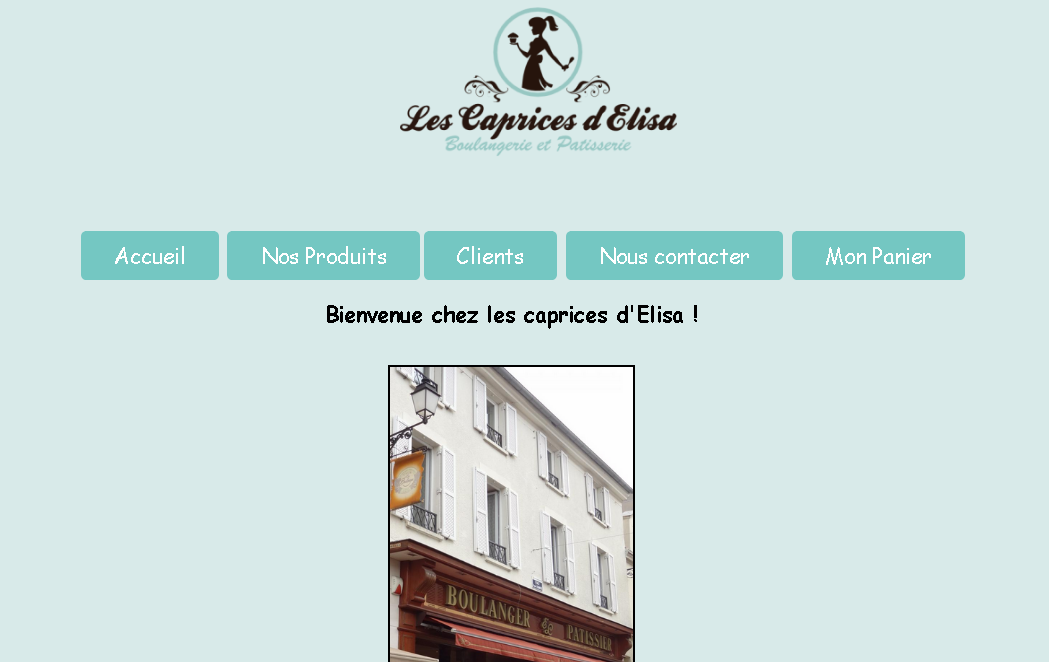 Les Caprices d'Elisa
Boulangerie et Patisserie
Accueil Nos Produits Clients Nous contacter Mon Panier
Bienvenue chez les caprices d'Elisa !
BOULANGER PATISSIER